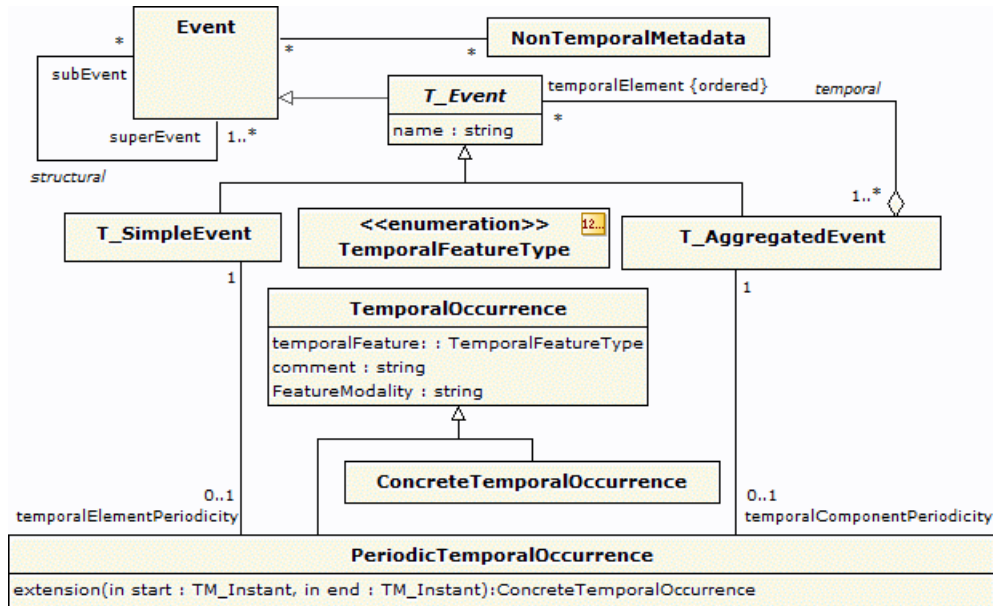 Event
*
*
*
NonTemporalMetadata
subEvent
T_Event
name : string
temporalElement {ordered}
temporal
*
superEvent
1..*
structural
1..*
T_SimpleEvent
<<enumeration>>
12...
TemporalFeatureType
T_AggregatedEvent
1
1
TemporalOccurrence
temporalFeature: : TemporalFeatureType
comment : string
FeatureModality : string
ConcreteTemporalOccurrence
0..1
temporalElementPeriodicity
0..1
temporalComponentPeriodicity
PeriodicTemporalOccurrence
extension(in start : TM_Instant, in end : TM_Instant):ConcreteTemporalOccurrence